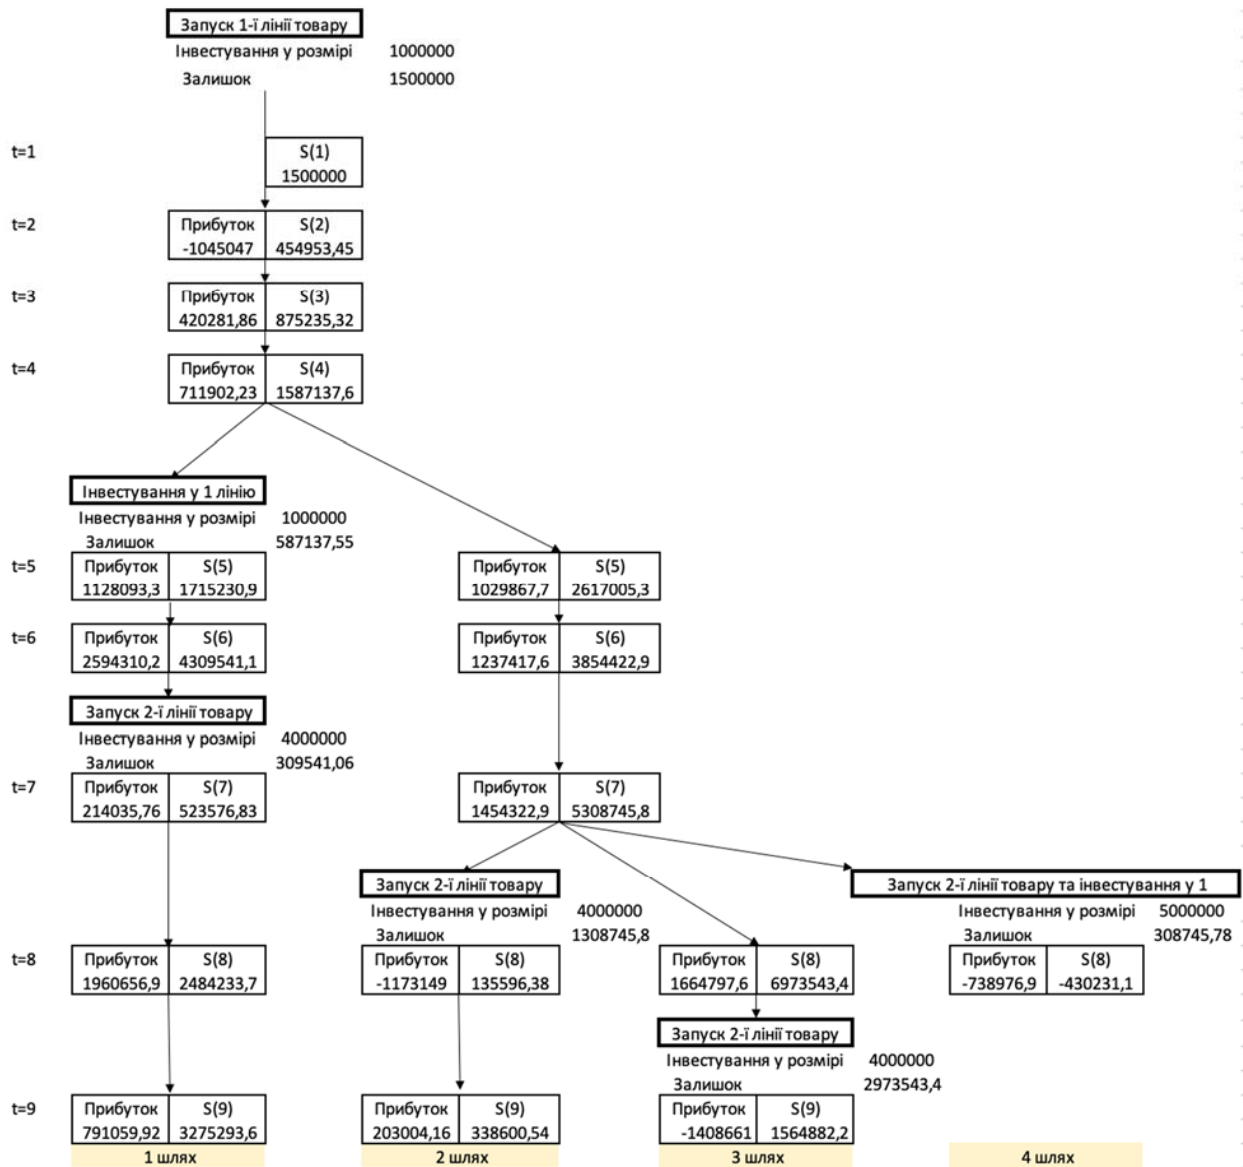 Запуск 1-ї лінії товару
Інвестування у розмірі 1000000
Залишок 1500000
t=1 S(1)
1500000
t=2 Прибуток S(2)
-1045047 454953,45
t=3 Прибуток S(3)
420281,86 875235,32
t=4 Прибуток S(4)
711902,23 1587137,6
Інвестування у 1 лінію
Інвестування у розмірі 1000000
Залишок 587137,55
t=5 Прибуток S(5) Прибуток S(5)
1128093,3 1715230,9 1029867,7 2617005,3
t=6 Прибуток S(6) Прибуток S(6)
2594310,2 4309541,1 1237417,6 3854422,9
Запуск 2-ї лінії товару
Інвестування у розмірі 4000000
Залишок 309541,06
t=7 Прибуток S(7) Прибуток S(7)
214035,76 523576,83 1454322,9 5308745,8
Запуск 2-ї лінії товару Запуск 2-ї лінії товару та інвестування у 1
Інвестування у розмірі 4000000 Інвестування у розмірі 5000000
Залишок 1308745,8 Залишок 308745,78
t=8 Прибуток S(8) Прибуток S(8) Прибуток S(8) Прибуток S(8)
1960656,9 2484233,7 -1173149 135596,38 1664797,6 6973543,4 -738976,9 -430231,1
Запуск 2-ї лінії товару
Інвестування у розмірі 4000000
Залишок 2973543,4
t=9 Прибуток S(9) Прибуток S(9) Прибуток S(9)
791059,92 3275293,6 203004,16 338600,54 -1408661 1564882,2
1 шлях 2 шлях 3 шлях 4 шлях